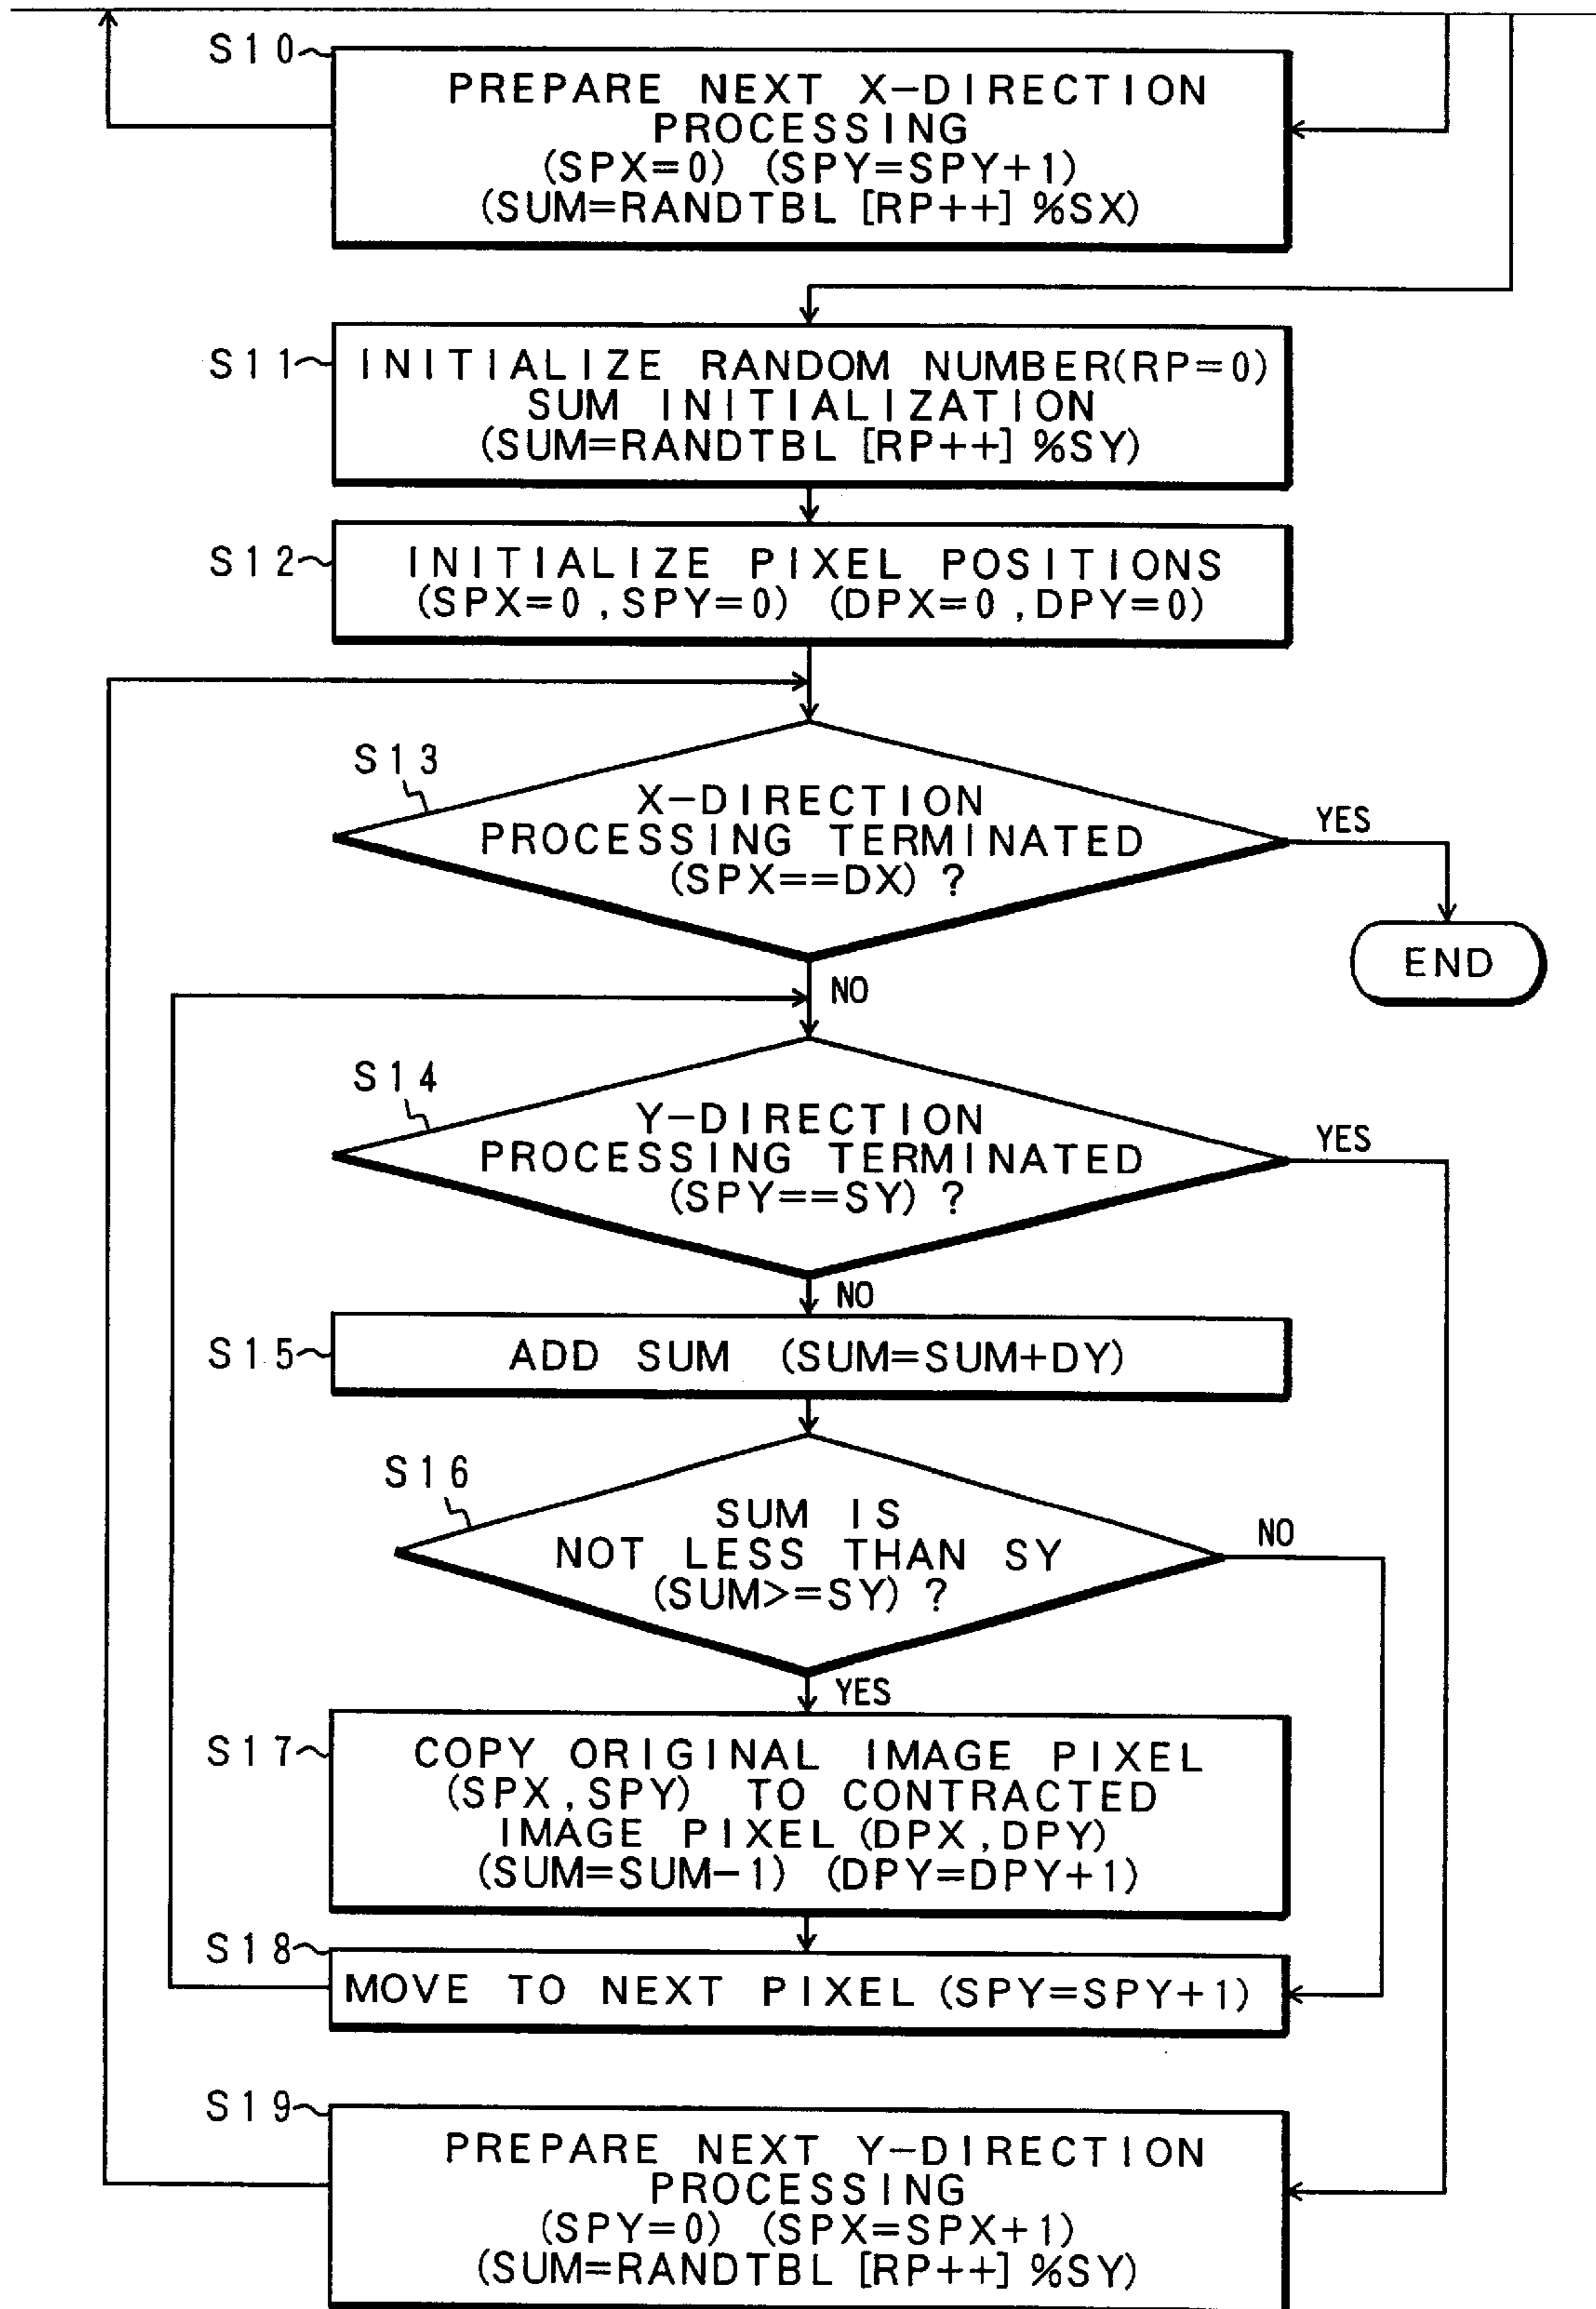 S10
PREPARE NEXT X-DIRECTION
PROCESSING
(SPX=0) (SPY=SPY+1)
(SUM=RANDTBL [RP++] %SX)
S11
INITIALIZE RANDOM NUMBER(RP=0)
SUM INITIALIZATION
(SUM=RANDTBL [RP++] %SY)
S12
INITIALIZE PIXEL POSITIONS
(SPX=0,SPY=0) (DPX=0,DPY=0)
S13
X-DIRECTION
PROCESSING TERMINATED
(SPX==DX) ?
YES
END
NO
S14
Y-DIRECTION
PROCESSING TERMINATED
(SPY==SY) ?
YES
NO
S15
ADD SUM (SUM=SUM+DY)
S16
SUM IS
NOT LESS THAN SY
(SUM>=SY) ?
NO
YES
S17
COPY ORIGINAL IMAGE PIXEL
(SPX,SPY) TO CONTRACTED
IMAGE PIXEL (DPX,DPY)
(SUM=SUM-1) (DPY=DPY+1)
S18
MOVE TO NEXT PIXEL (SPY=SPY+1)
S19
PREPARE NEXT Y-DIRECTION
PROCESSING
(SPY=0) (SPX=SPX+1)
(SUM=RANDTBL [RP++] %SY)